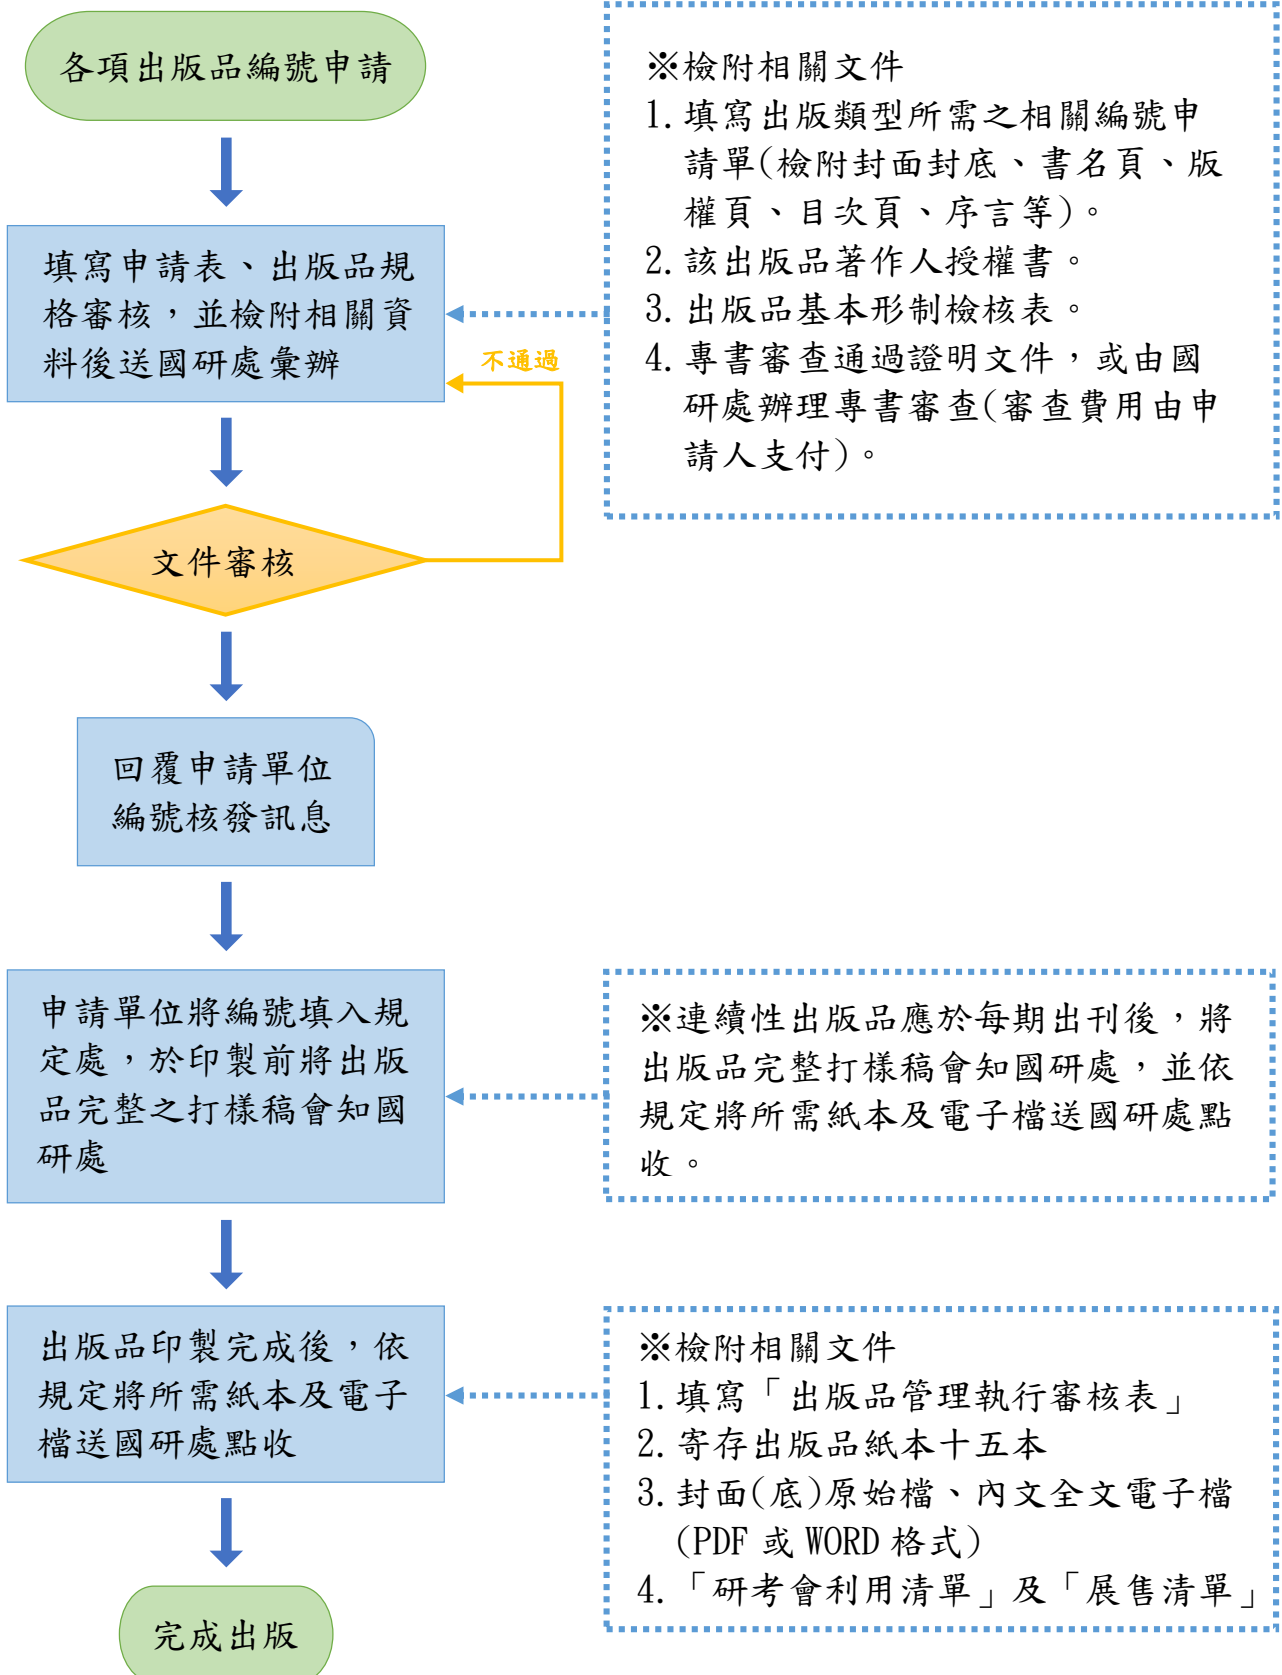 各項出版品編號申請
※檢附相關文件
1.填寫出版類型所需之相關編號申
請單(檢附封面封底、書名頁、版
權頁、目次頁、序言等)。
2.該出版品著作人授權書。
3.出版品基本形制檢核表。
4.專書審查通過證明文件，或由國
研處辦理專書審查(審查費用由申
請人支付)。
填寫申請表、出版品規
格審核，並檢附相關資
料後送國研處彙辦
不通過
文件審核
回覆申請單位
編號核發訊息
申請單位將編號填入規
定處，於印製前將出版
品完整之打樣稿會知國
研處
※連續性出版品應於每期出刊後，將
出版品完整打樣稿會知國研處，並依
規定將所需紙本及電子檔送國研處點
收。
出版品印製完成後，依
規定將所需紙本及電子
檔送國研處點收
※檢附相關文件
1.填寫「出版品管理執行審核表」
2.寄存出版品紙本十五本
3.封面(底)原始檔、內文全文電子檔
(PDF 或 WORD 格式)
4.「研考會利用清單」及「展售清單」
完成出版